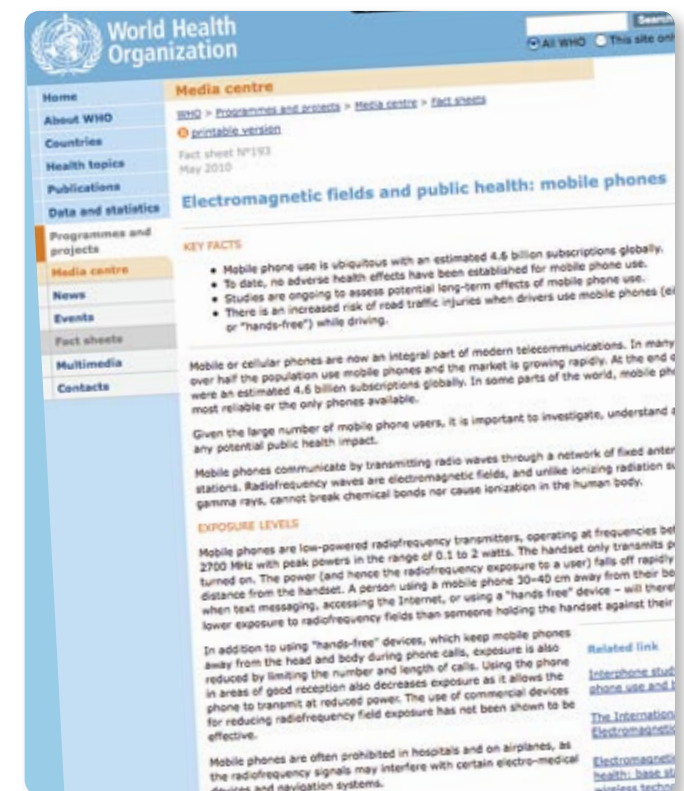 World Health
Organization
Search
All WHO This site only
Home
About WHO
Countries
Health topics
Publications
Data and statistics
Programmes and
projects
Media centre
News
Events
Fact sheets
Multimedia
Contacts
Media centre
WHO > Programmes and projects > Media centre > Fact sheets
printable version
Fact sheet N°193
May 2010
Electromagnetic fields and public health: mobile phones
KEY FACTS
• Mobile phone use is ubiquitous with an estimated 4.6 billion subscriptions globally.
• To date, no adverse health effects have been established for mobile phone use.
• Studies are ongoing to assess potential long-term effects of mobile phone use.
• There is an increased risk of road traffic injuries when drivers use mobile phones
or "hands-free") while driving.
Mobile or cellular phones are now an integral part of modern telecommunications. In many
over half the population use mobile phones and the market is growing rapidly. At the end
were an estimated 4.6 billion subscriptions globally. In some parts of the world, mobile
most reliable or the only phones available.
Given the large number of mobile phone users, it is important to investigate, understand
any potential public health impact.
Mobile phones communicate by transmitting radio waves through a network of fixed
stations. Radiofrequency waves are electromagnetic fields, and unlike ionizing radiation
gamma rays, cannot break chemical bonds nor cause ionization in the human body.
EXPOSURE LEVELS
Mobile phones are low-powered radiofrequency transmitters, operating at frequencies
2700 MHz with peak powers in the range of 0.1 to 2 watts. The handset only transmits
turned on. The power (and hence the radiofrequency exposure to a user) falls off rapidly
distance from the handset. A person using a mobile phone 30–40 cm away from their
when text messaging, accessing the Internet, or using a "hands free" device – will
lower exposure to radiofrequency fields than someone holding the handset against their
In addition to using "hands-free" devices, which keep mobile phones
away from the head and body during phone calls, exposure is also
reduced by limiting the number and length of calls. Using the phone
in areas of good reception also decreases exposure as it allows the
phone to transmit at reduced power. The use of commercial devices
for reducing radiofrequency field exposure has not been shown to be
effective.
Mobile phones are often prohibited in hospitals and on airplanes, as
the radiofrequency signals may interfere with certain electro-medical
devices and navigation systems.
Related link
Interphone
phone use and
The
Electromagnetic
health: base
wireless